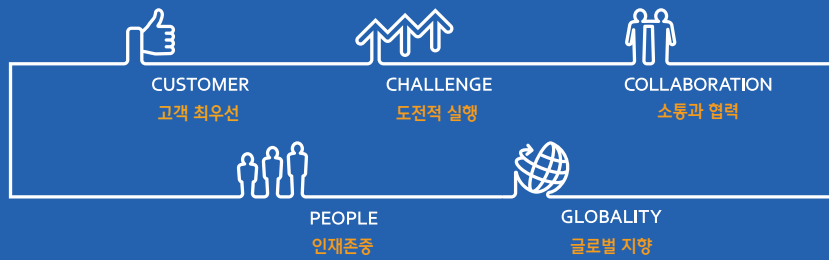 CUSTOMER
고객 최우선
CHALLENGE
도전적 실행
COLLABORATION
소통과 협력
PEOPLE
인재존중
GLOBALITY
글로벌 지향